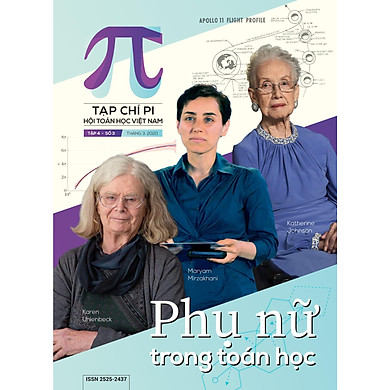 APOLLO 11 FLIGHT PROFILE
π
TẠP CHÍ PI
HỘI TOÁN HỌC VIỆT NAM
TẬP 4 - SỐ 3
THÁNG 3. 2020
Katherine
Johnson
Maryam
Mirzakhani
Karen
Uhlenbeck
Phụ nữ
trong toán học
ISSN 2525-2437